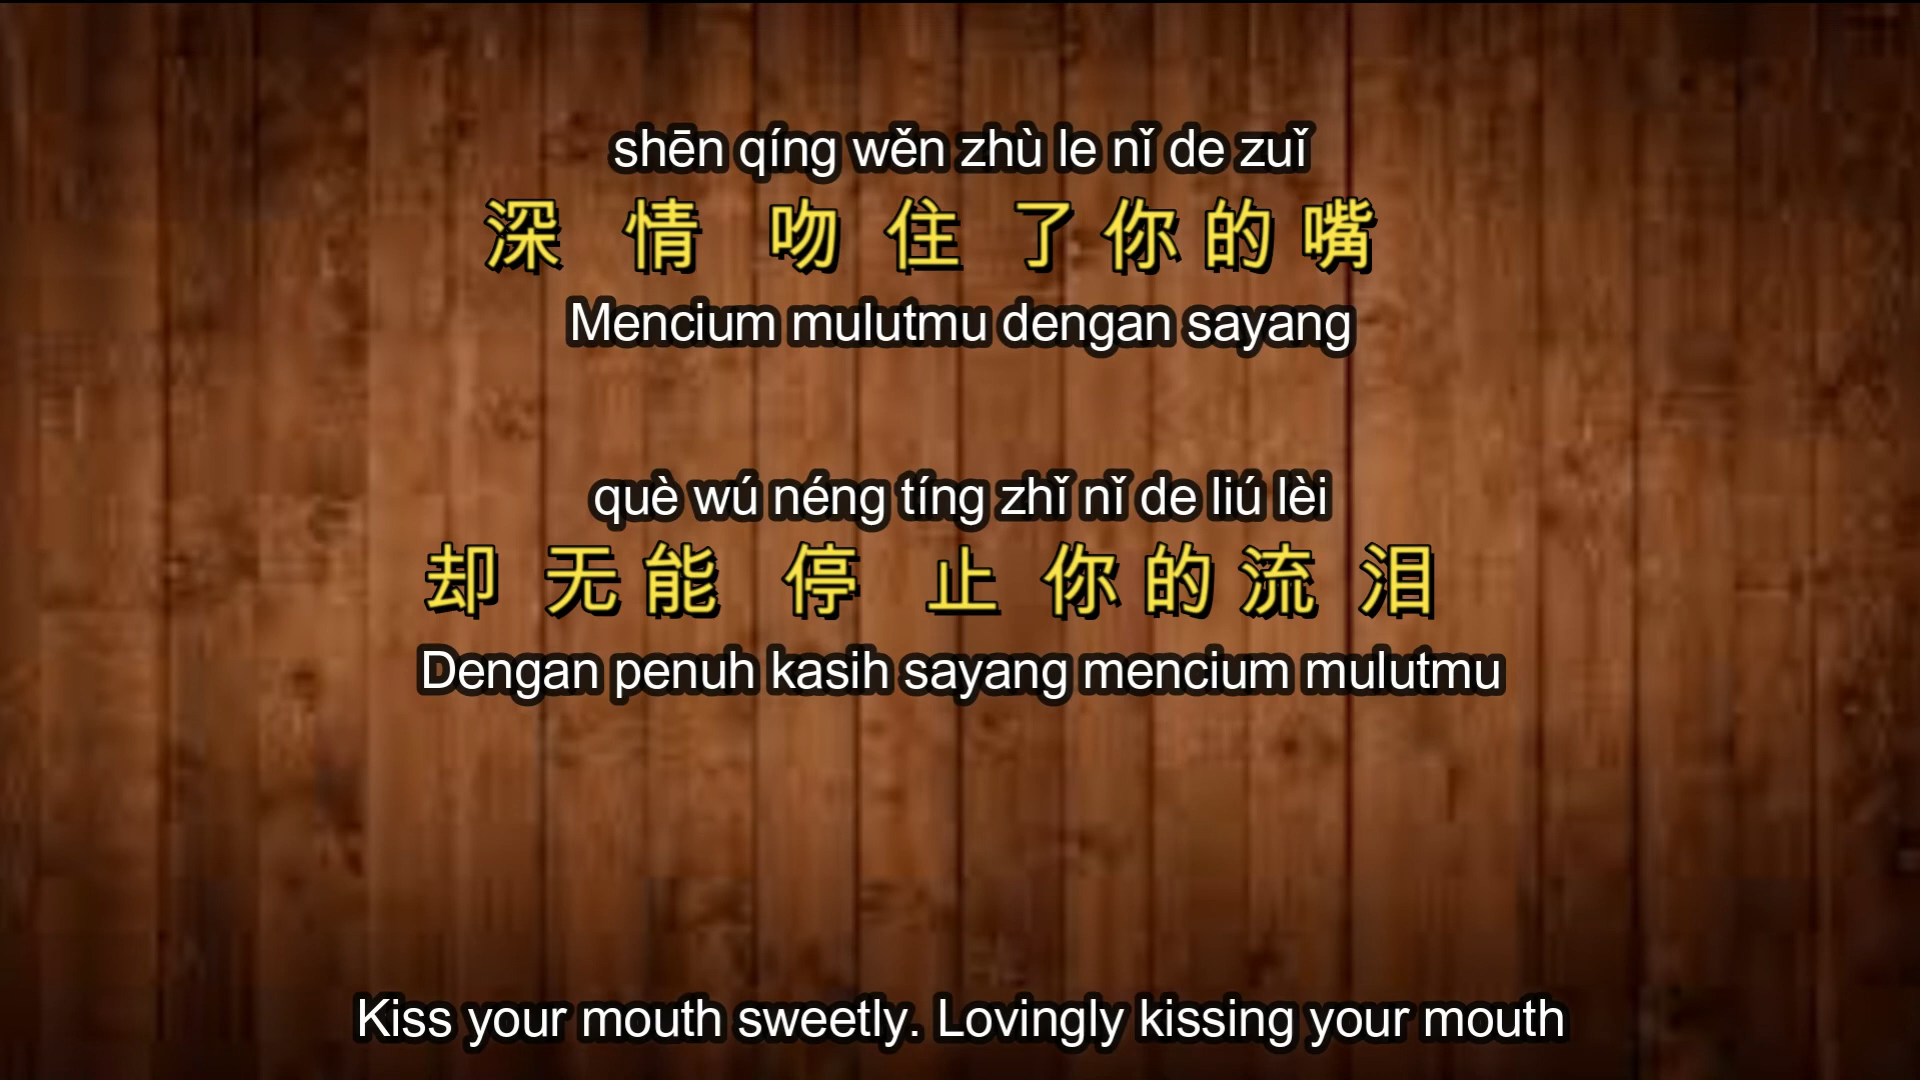 shēn qíng wěn zhù le nǐ de zuǐ
深 情 吻 住 了 你 的 嘴
Mencium mulutmu dengan sayang
què wú néng tíng zhǐ nǐ de liú lèi
却 无 能 停 止 你 的 流 泪
Dengan penuh kasih sayang mencium mulutmu
Kiss your mouth sweetly. Lovingly kissing your mouth